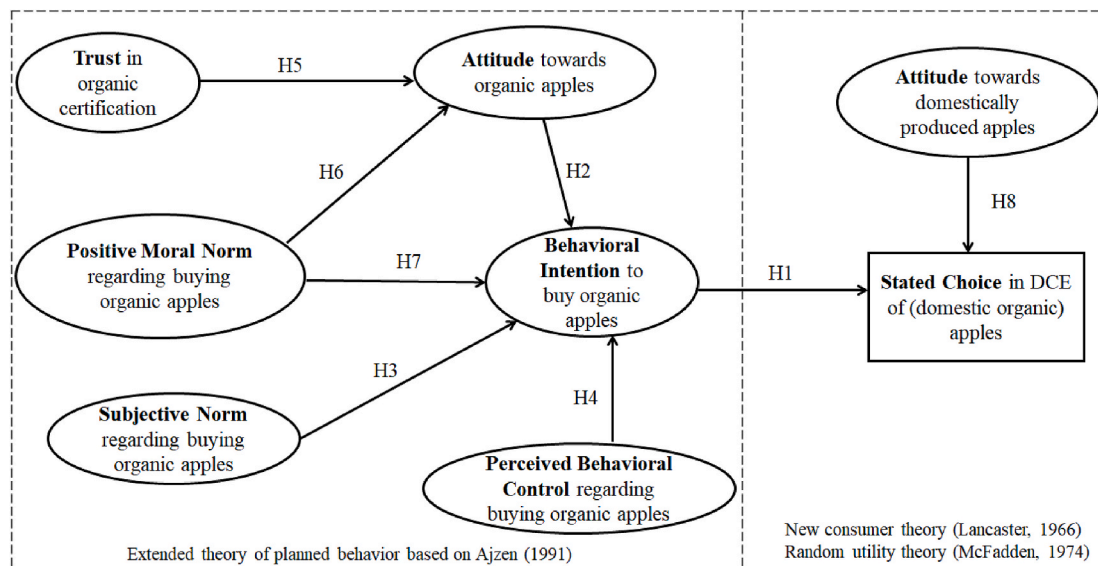 Trust in
organic
certification
H5
Attitude towards
organic apples
Attitude towards
domestically
produced apples
H6
H2
H8
Positive Moral Norm
regarding buying
organic apples
H7
Behavioral
Intention to
buy organic
apples
H1
Stated Choice in DCE
of (domestic organic)
apples
H3
H4
Subjective Norm
regarding buying
organic apples
Perceived Behavioral
Control regarding
buying organic apples
Extended theory of planned behavior based on Ajzen (1991)
New consumer theory (Lancaster, 1966)
Random utility theory (McFadden, 1974)